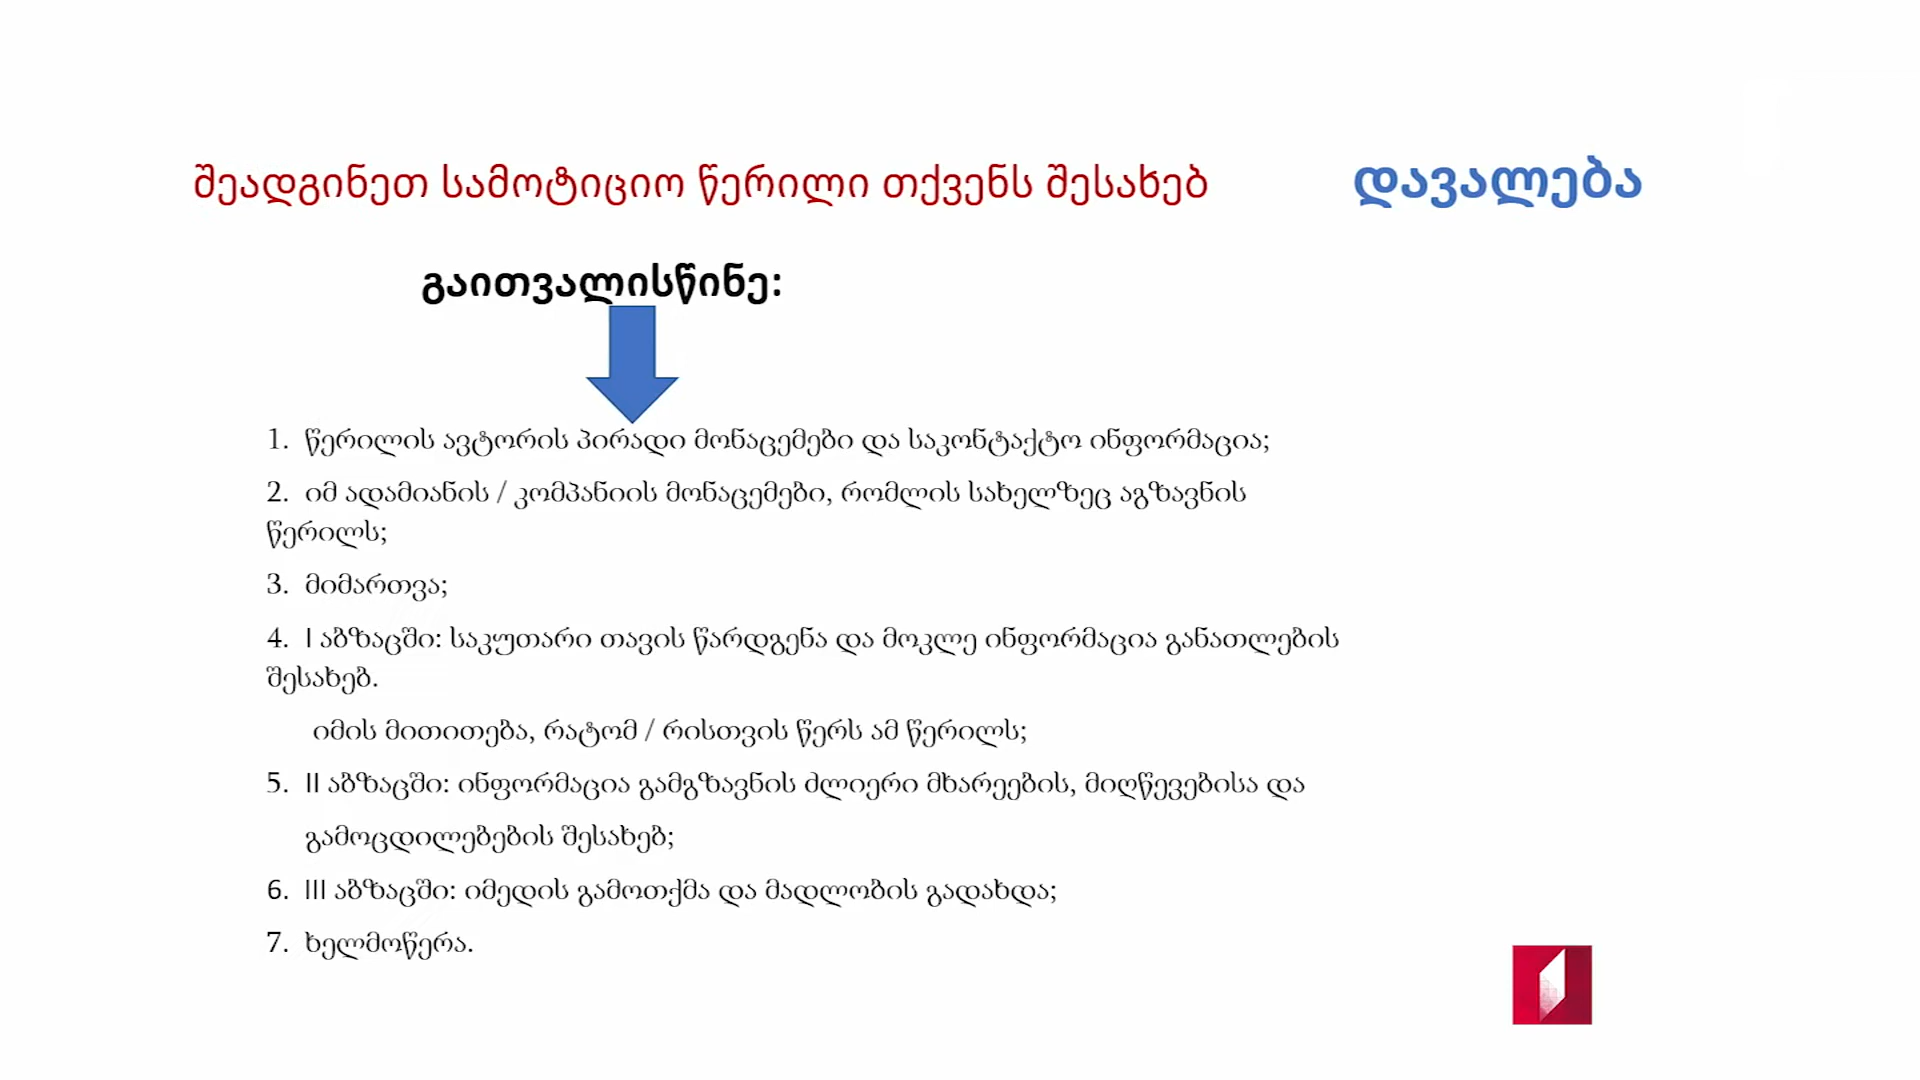 შეადგინეთ სამოტიციო წერილი თქვენს შესახებ
დავალება
გაითვალისწინე:
1. წერილის ავტორის პირადი მონაცემები და საკონტაქტო ინფორმაცია;
2. იმ ადამიანის / კომპანიის მონაცემები, რომლის სახელზეც აგზავნის
წერილს;
3. მიმართვა;
4. I აბზაცში: საკუთარი თავის წარდგენა და მოკლე ინფორმაცია განათლების
შესახებ.
იმის მითითება, რატომ / რისთვის წერს ამ წერილს;
5. II აბზაცში: ინფორმაცია გამგზავნის ძლიერი მხარეების, მიღწევებისა და
გამოცდილებების შესახებ;
6. III აბზაცში: იმედის გამოთქმა და მადლობის გადახდა;
7. ხელმოწერა.